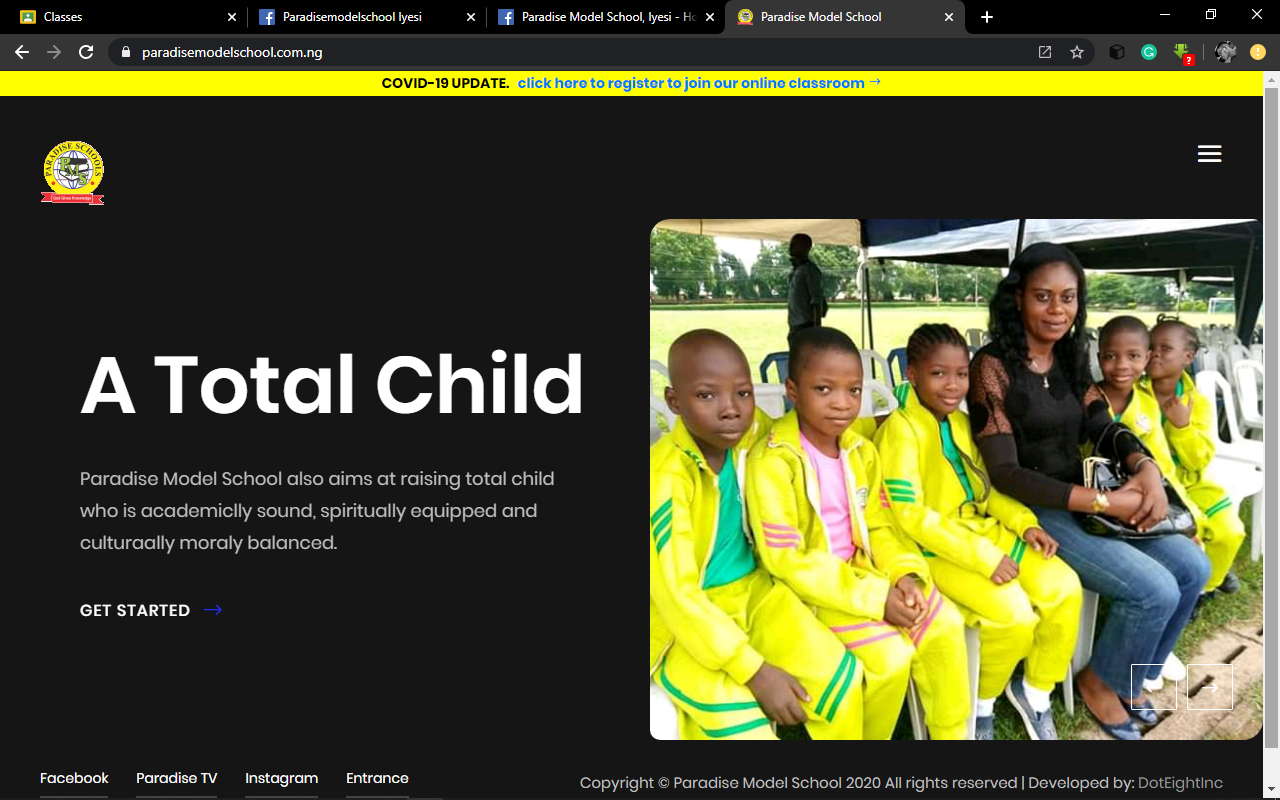 Classes
Paradisemodelschool Iyesi
Paradise Model School, Iyesi - Ho
Paradise Model School
paradisemodelschool.com.ng
COVID-19 UPDATE. click here to register to join our online classroom →
PARADISE SCHOOLS
PMS
God Gives Knowledge
A Total Child
Paradise Model School also aims at raising total child
who is academiclly sound, spiritually equipped and
culturaally moraly balanced.
GET STARTED →
Facebook Paradise TV Instagram Entrance
Copyright © Paradise Model School 2020 All rights reserved | Developed by: DotEightInc